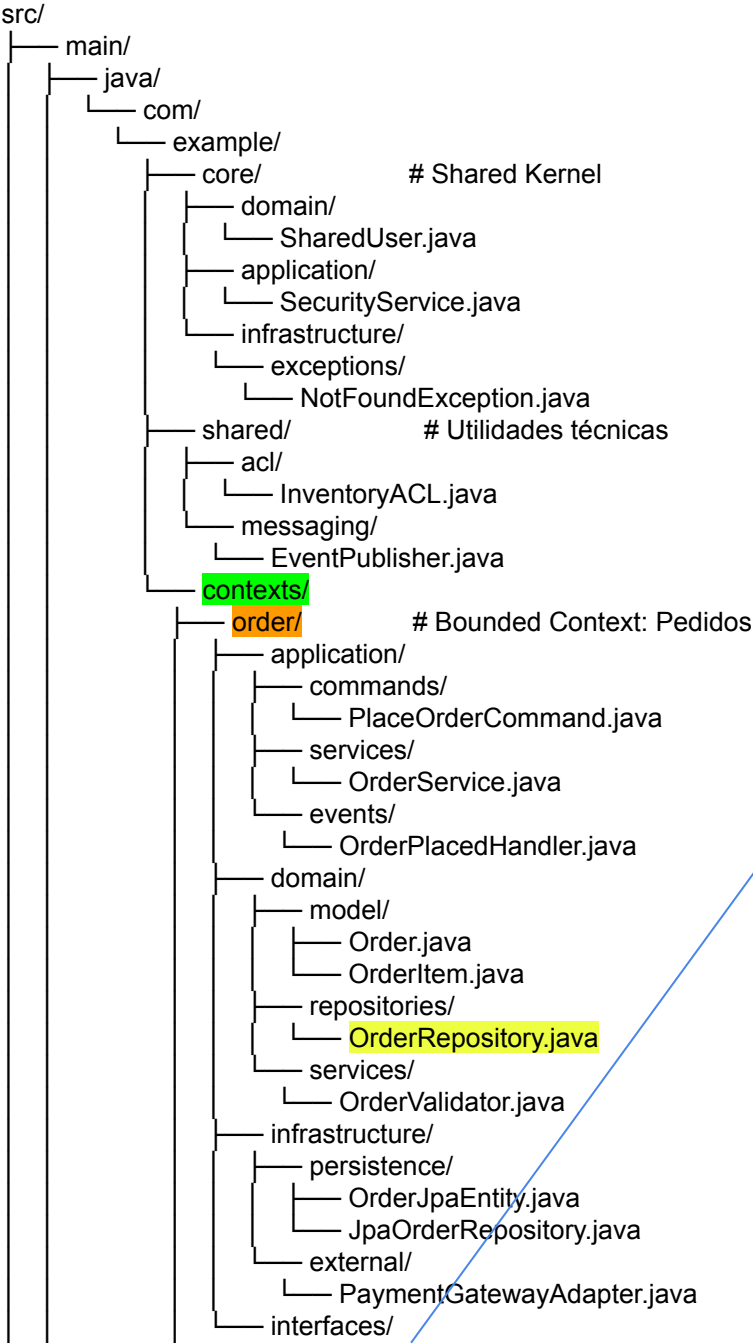 src/
├── main/
│ ├── java/
│ │ └── com/
│ │ └── example/
│ │ ├── core/ # Shared Kernel
│ │ │ ├── domain/
│ │ │ │ └── SharedUser.java
│ │ │ ├── application/
│ │ │ │ └── SecurityService.java
│ │ │ └── infrastructure/
│ │ │ └── exceptions/
│ │ │ └── NotFoundException.java
│ │ ├── shared/ # Utilidades técnicas
│ │ │ ├── acl/
│ │ │ │ └── InventoryACL.java
│ │ │ └── messaging/
│ │ │ └── EventPublisher.java
│ │ └── contexts/
│ │ ├── order/ # Bounded Context: Pedidos
│ │ │ ├── application/
│ │ │ │ ├── commands/
│ │ │ │ │ └── PlaceOrderCommand.java
│ │ │ │ ├── services/
│ │ │ │ │ └── OrderService.java
│ │ │ │ └── events/
│ │ │ │ └── OrderPlacedHandler.java
│ │ │ ├── domain/
│ │ │ │ ├── model/
│ │ │ │ │ ├── Order.java
│ │ │ │ │ └── OrderItem.java
│ │ │ │ ├── repositories/
│ │ │ │ │ └── OrderRepository.java
│ │ │ │ └── services/
│ │ │ │ └── OrderValidator.java
│ │ │ ├── infrastructure/
│ │ │ │ ├── persistence/
│ │ │ │ │ ├── OrderJpaEntity.java
│ │ │ │ │ └── JpaOrderRepository.java
│ │ │ │ └── external/
│ │ │ │ └── PaymentGatewayAdapter.java
│ │ │ └── interfaces/